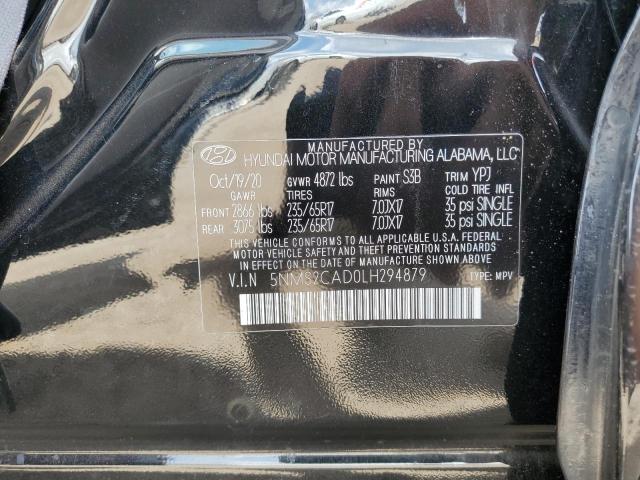 MANUFACTURED BY
HYUNDAI MOTOR MANUFACTURING ALABAMA, LLC
Oct/19/20 GVWR 4872 lbs PAINT S3B TRIM YPJ
GAWR TIRES RIMS COLD TIRE INFL
FRONT 2866 lbs 235/65R17 7.0JX17 35 psi SINGLE
REAR 3075 lbs 235/65R17 7.0JX17 35 psi SINGLE
THIS VEHICLE CONFORMS TO ALL APPLICABLE U.S.A. FEDERAL
MOTOR VEHICLE SAFETY, BUMPER, AND THEFT PREVENTION
STANDARDS IN EFFECT ON THE DATE OF MANUFACTURE SHOWN ABOVE.
V.I.N 5NMS2CAD0LH294879 TYPE: MPV